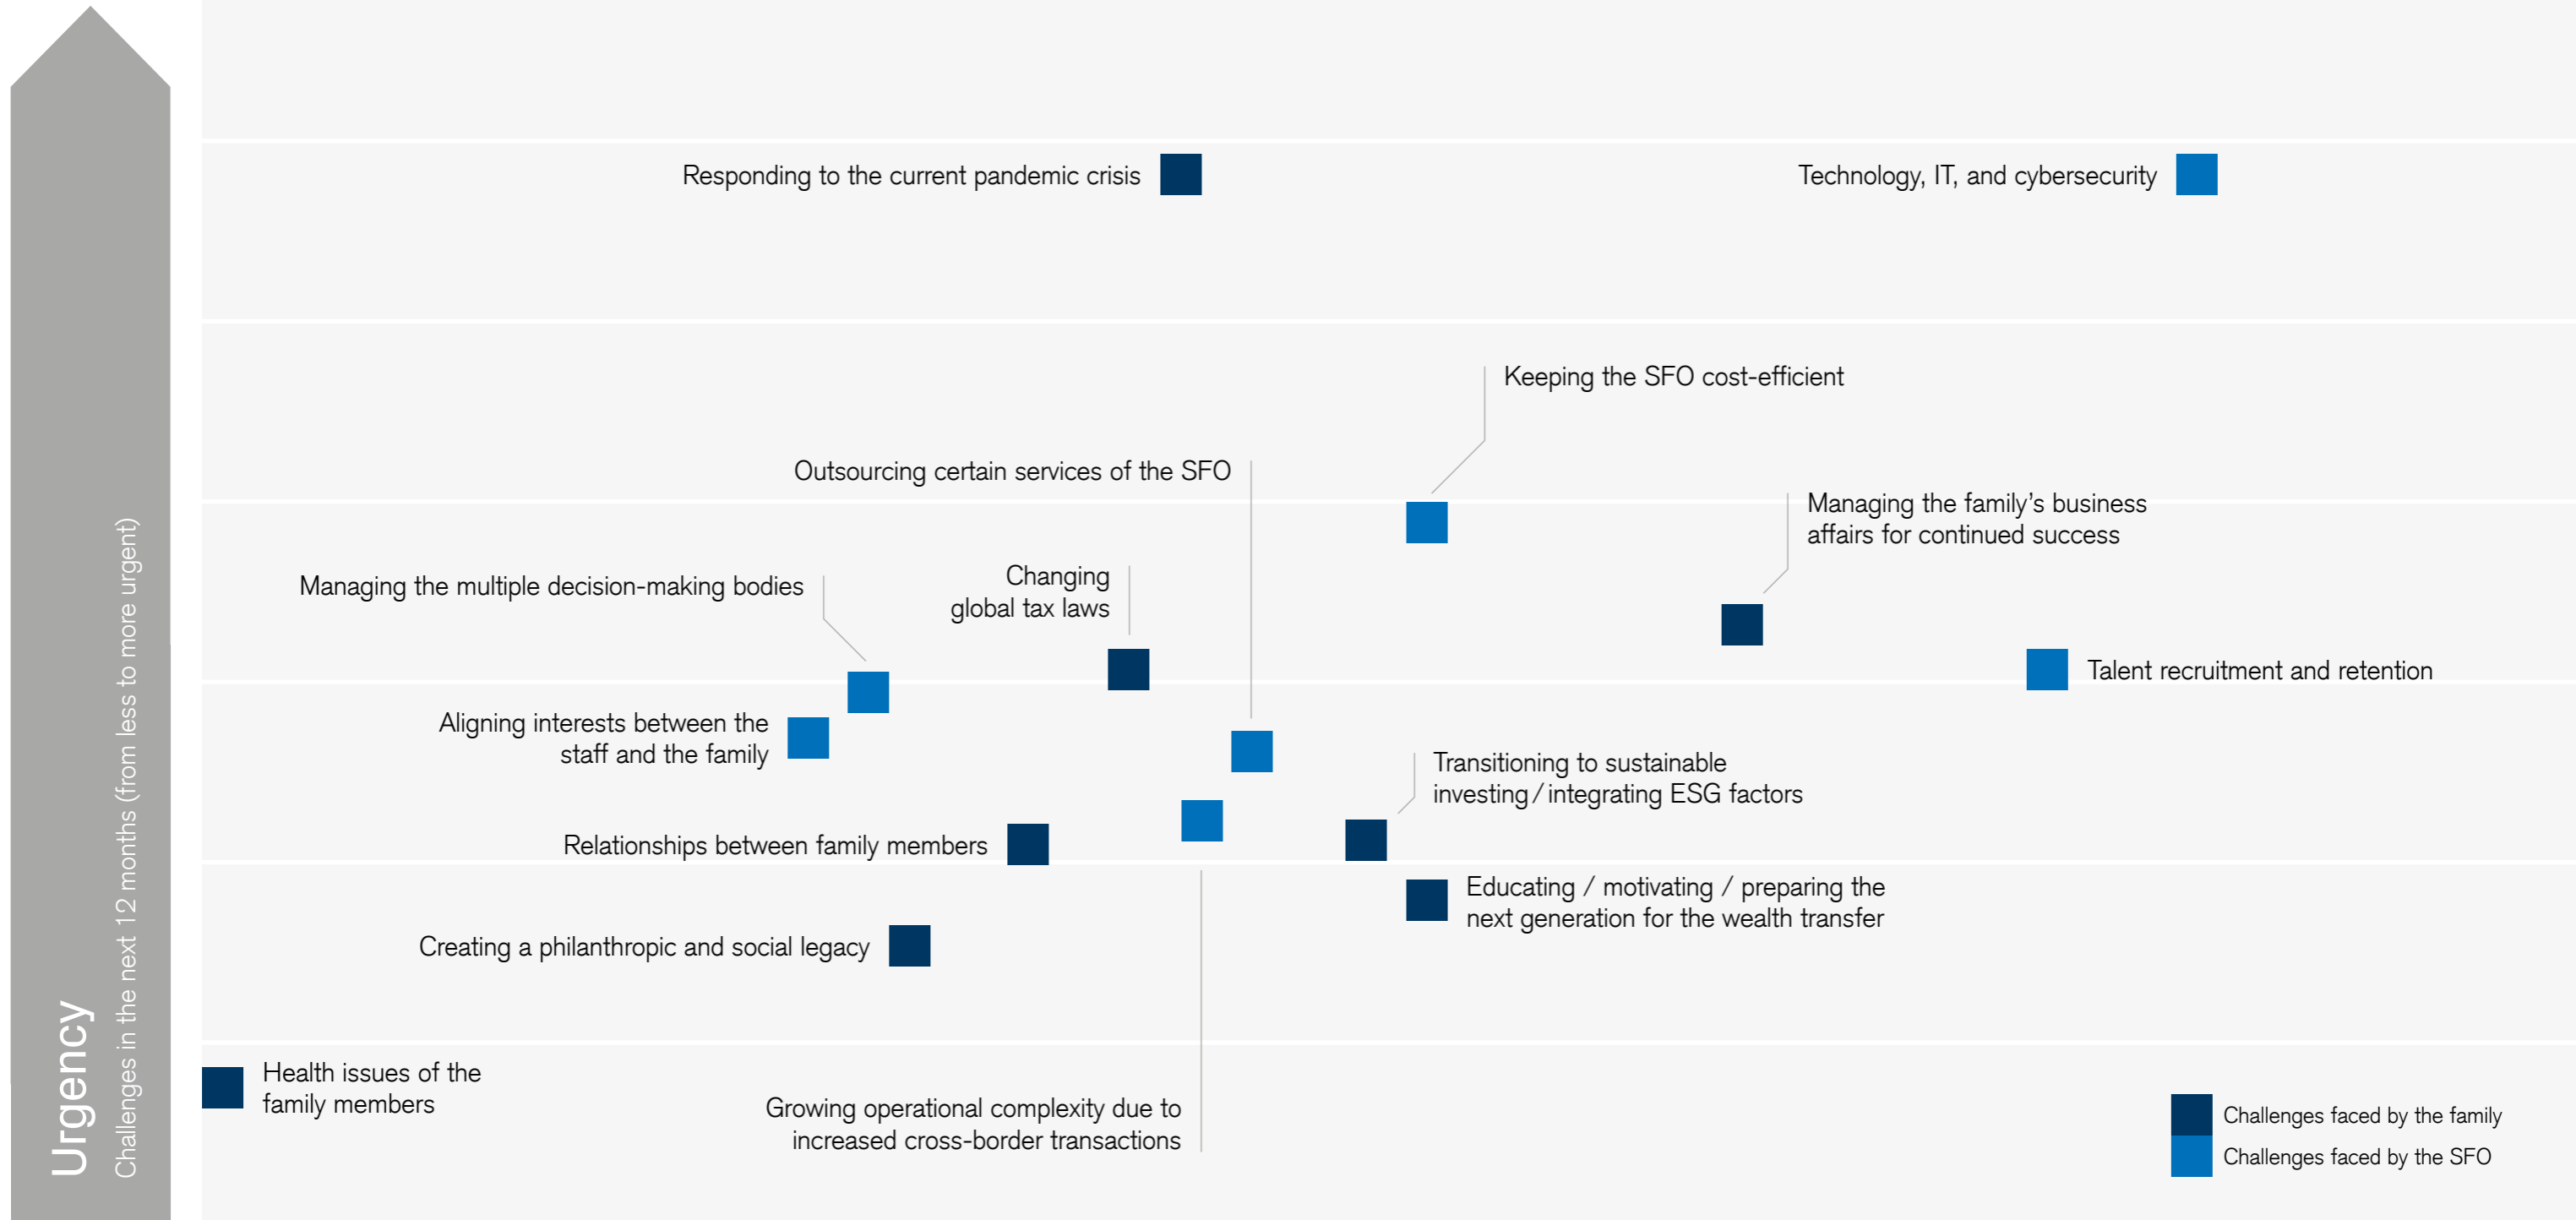 Urgency
Challenges in the next 12 months (from less to more urgent)
Responding to the current pandemic crisis
Technology, IT, and cybersecurity
Keeping the SFO cost-efficient
Outsourcing certain services of the SFO
Managing the family’s business
affairs for continued success
Managing the multiple decision-making bodies
Changing
global tax laws
Talent recruitment and retention
Aligning interests between the
staff and the family
Transitioning to sustainable
investing / integrating ESG factors
Relationships between family members
Educating / motivating / preparing the
next generation for the wealth transfer
Creating a philanthropic and social legacy
Health issues of the
family members
Growing operational complexity due to
increased cross-border transactions
Challenges faced by the family
Challenges faced by the SFO